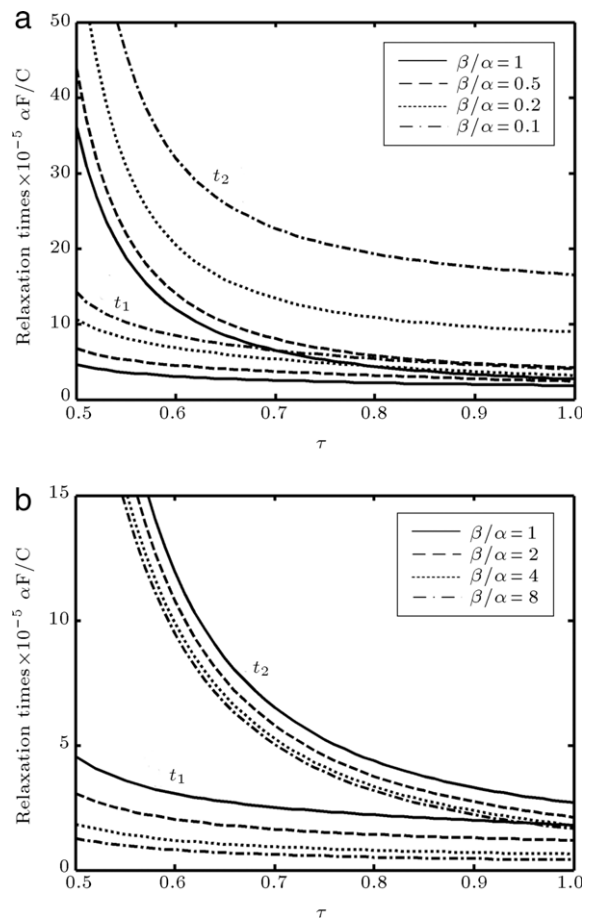 a
50
40
30
20
10
0
Relaxation times×10⁻⁵ αF/C
β/α = 1
β/α = 0.5
β/α = 0.2
β/α = 0.1
t₂
t₁
0.5 0.6 0.7 0.8 0.9 1.0
τ
b
15
10
5
0
Relaxation times×10⁻⁵ αF/C
β/α = 1
β/α = 2
β/α = 4
β/α = 8
t₂
t₁
0.5 0.6 0.7 0.8 0.9 1.0
τ